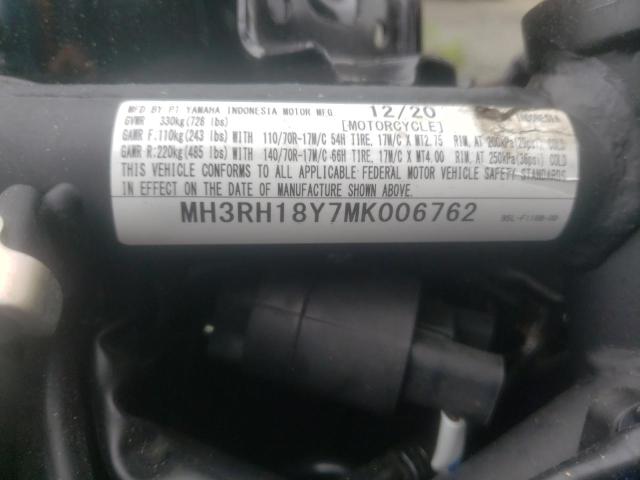 MFD BY PT YAMAHA INDONESIA MOTOR MFG. 12/20 INDONESIA
GVWR 330kg(728 lbs) [MOTORCYCLE]
GAWR F.110kg(243 lbs)WITH 110/70R-17M/C 54H TIRE, 17M/C X MT2.75 RIM, AT 200kPa(29psi) COLD
GAWR-R:220kg(485 lbs)WITH 140/70R-17M/C 66H TIRE, 17M/C X MT4.00 RIM, AT 250kPa(36psi) COLD
THIS VEHICLE CONFORMS TO ALL APPLICABLE FEDERAL MOTOR VEHICLE SAFETY STANDARDS
IN EFFECT ON THE DATE OF MANUFACTURE SHOWN ABOVE.
MH3RH18Y7MK006762